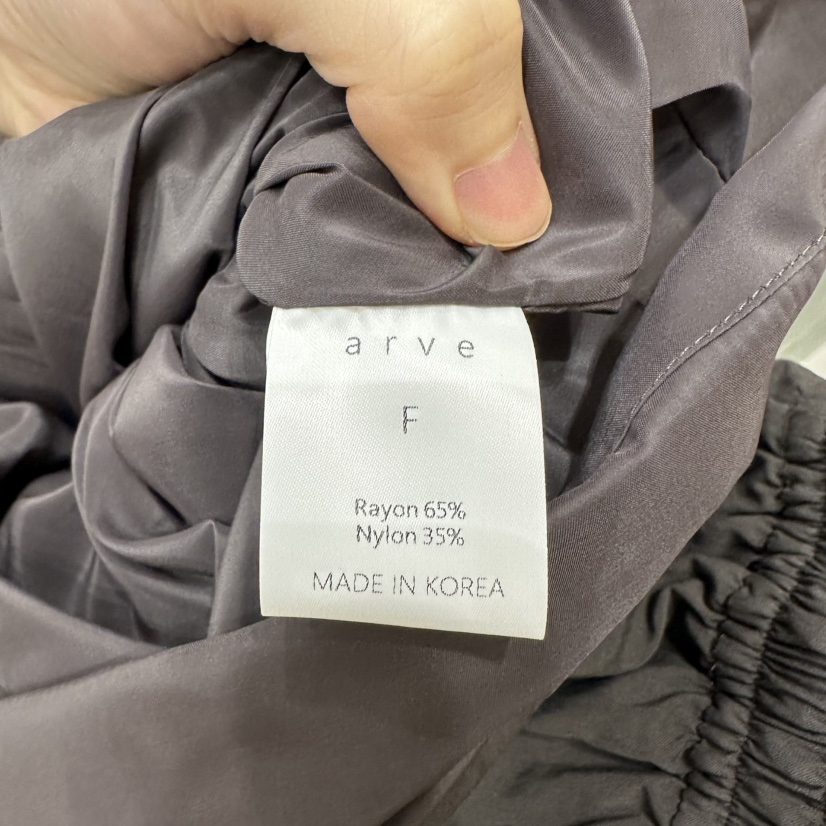 arve
F
Rayon 65%
Nylon 35%
MADE IN KOREA